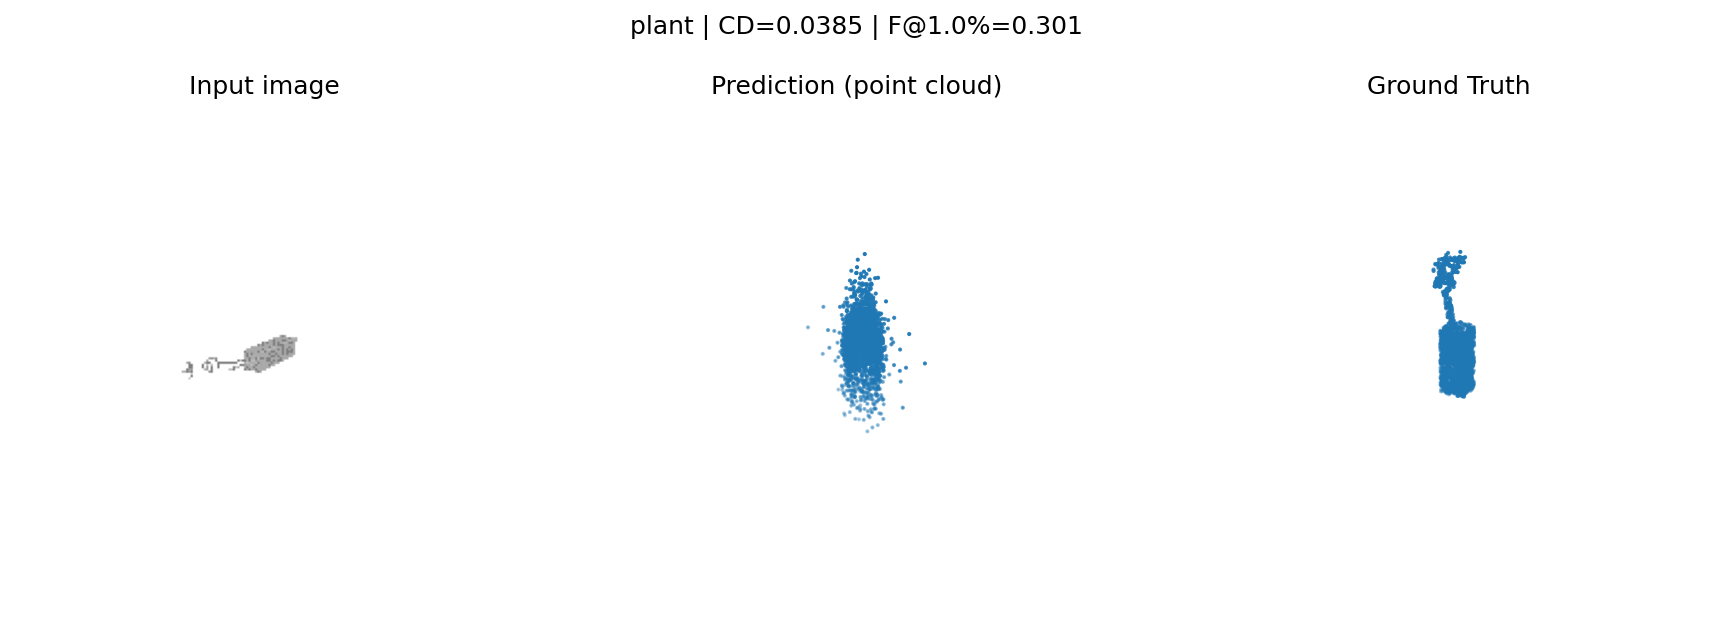 plant | CD=0.0385 | F@1.0%=0.301
Input image
Prediction (point cloud)
Ground Truth